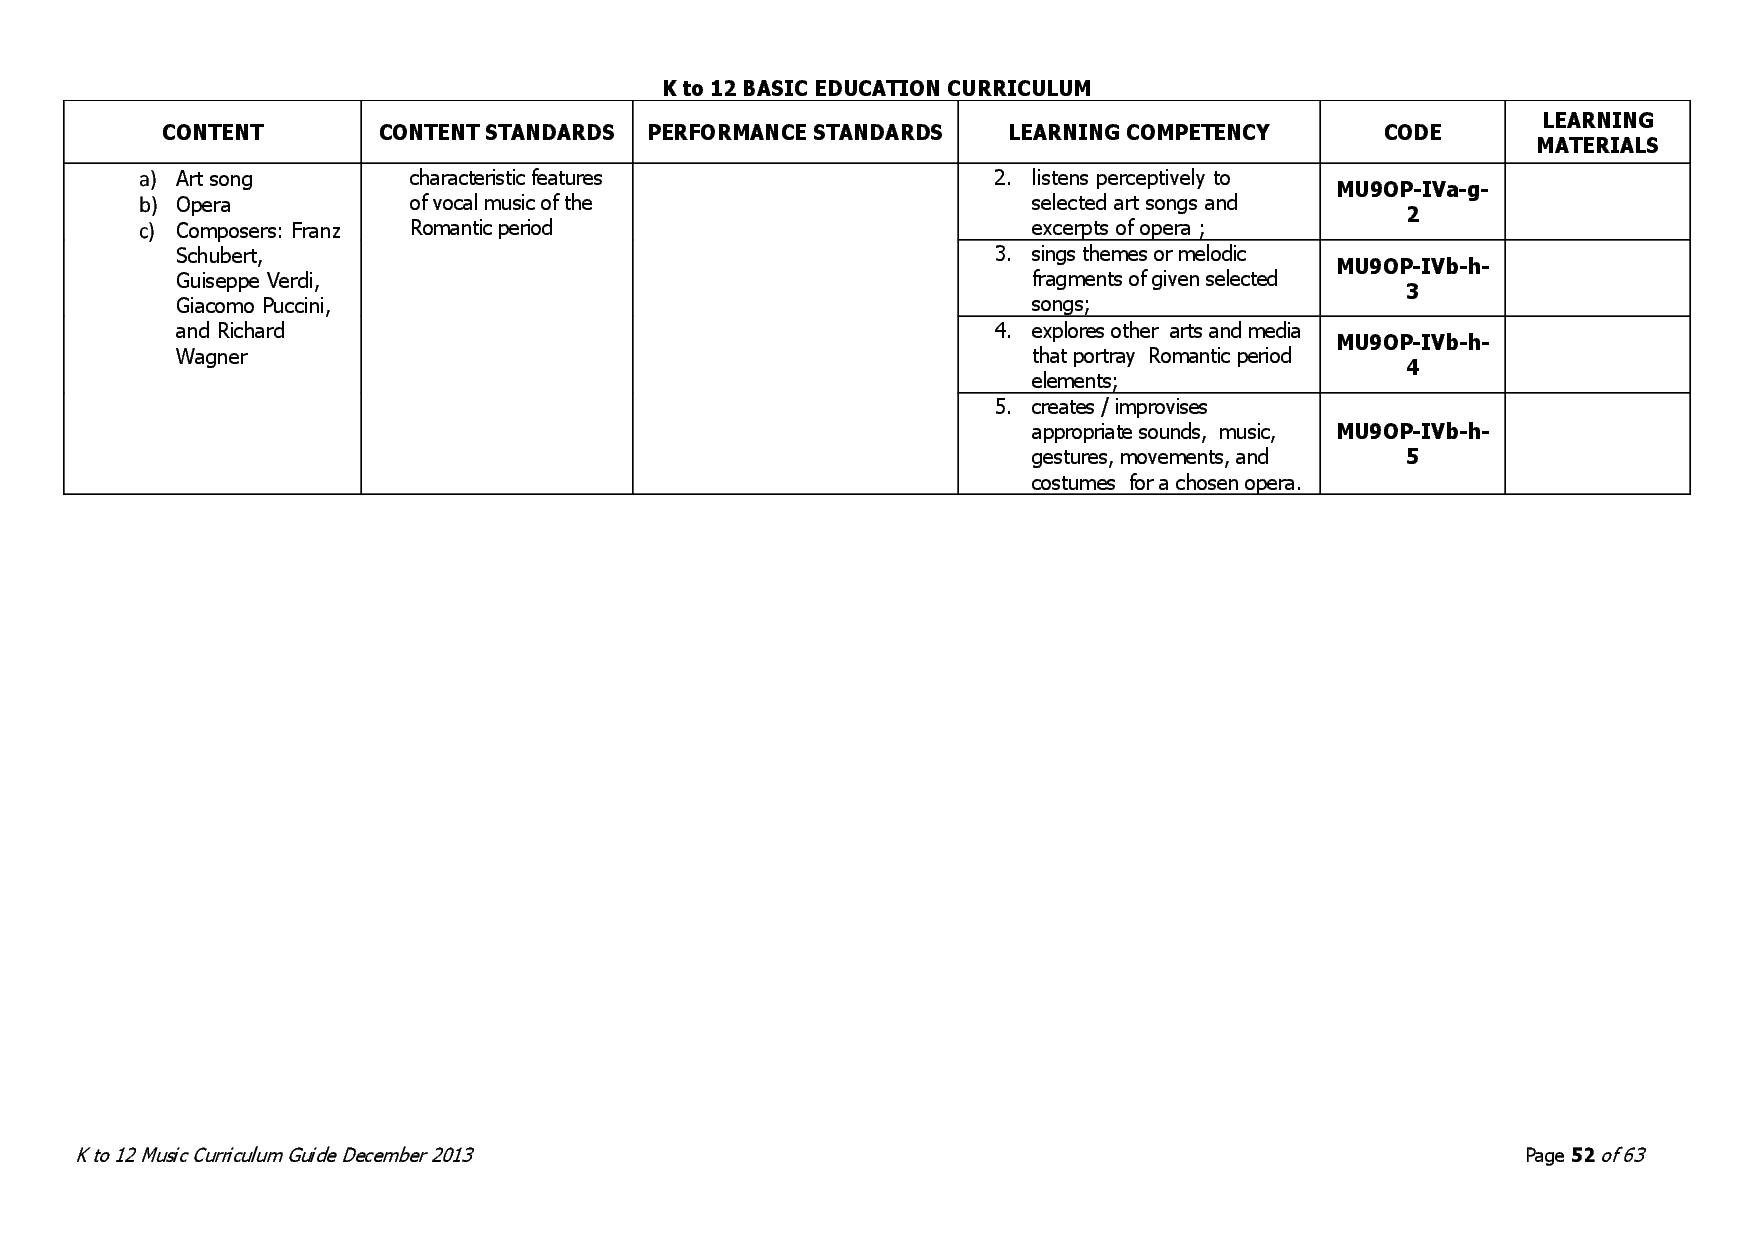 K to 12 BASIC EDUCATION CURRICULUM
CONTENT
CONTENT STANDARDS
PERFORMANCE STANDARDS
LEARNING COMPETENCY
CODE
LEARNING
MATERIALS
a) Art song
b) Opera
c) Composers: Franz
Schubert,
Guiseppe Verdi,
Giacomo Puccini,
and Richard
Wagner
characteristic features
of vocal music of the
Romantic period
2. listens perceptively to
selected art songs and
excerpts of opera ;
MU9OP-IVa-g-
2
3. sings themes or melodic
fragments of given selected
songs;
MU9OP-IVb-h-
3
4. explores other arts and media
that portray Romantic period
elements;
MU9OP-IVb-h-
4
5. creates / improvises
appropriate sounds, music,
gestures, movements, and
costumes for a chosen opera.
MU9OP-IVb-h-
5
K to 12 Music Curriculum Guide December 2013
Page 52 of 63